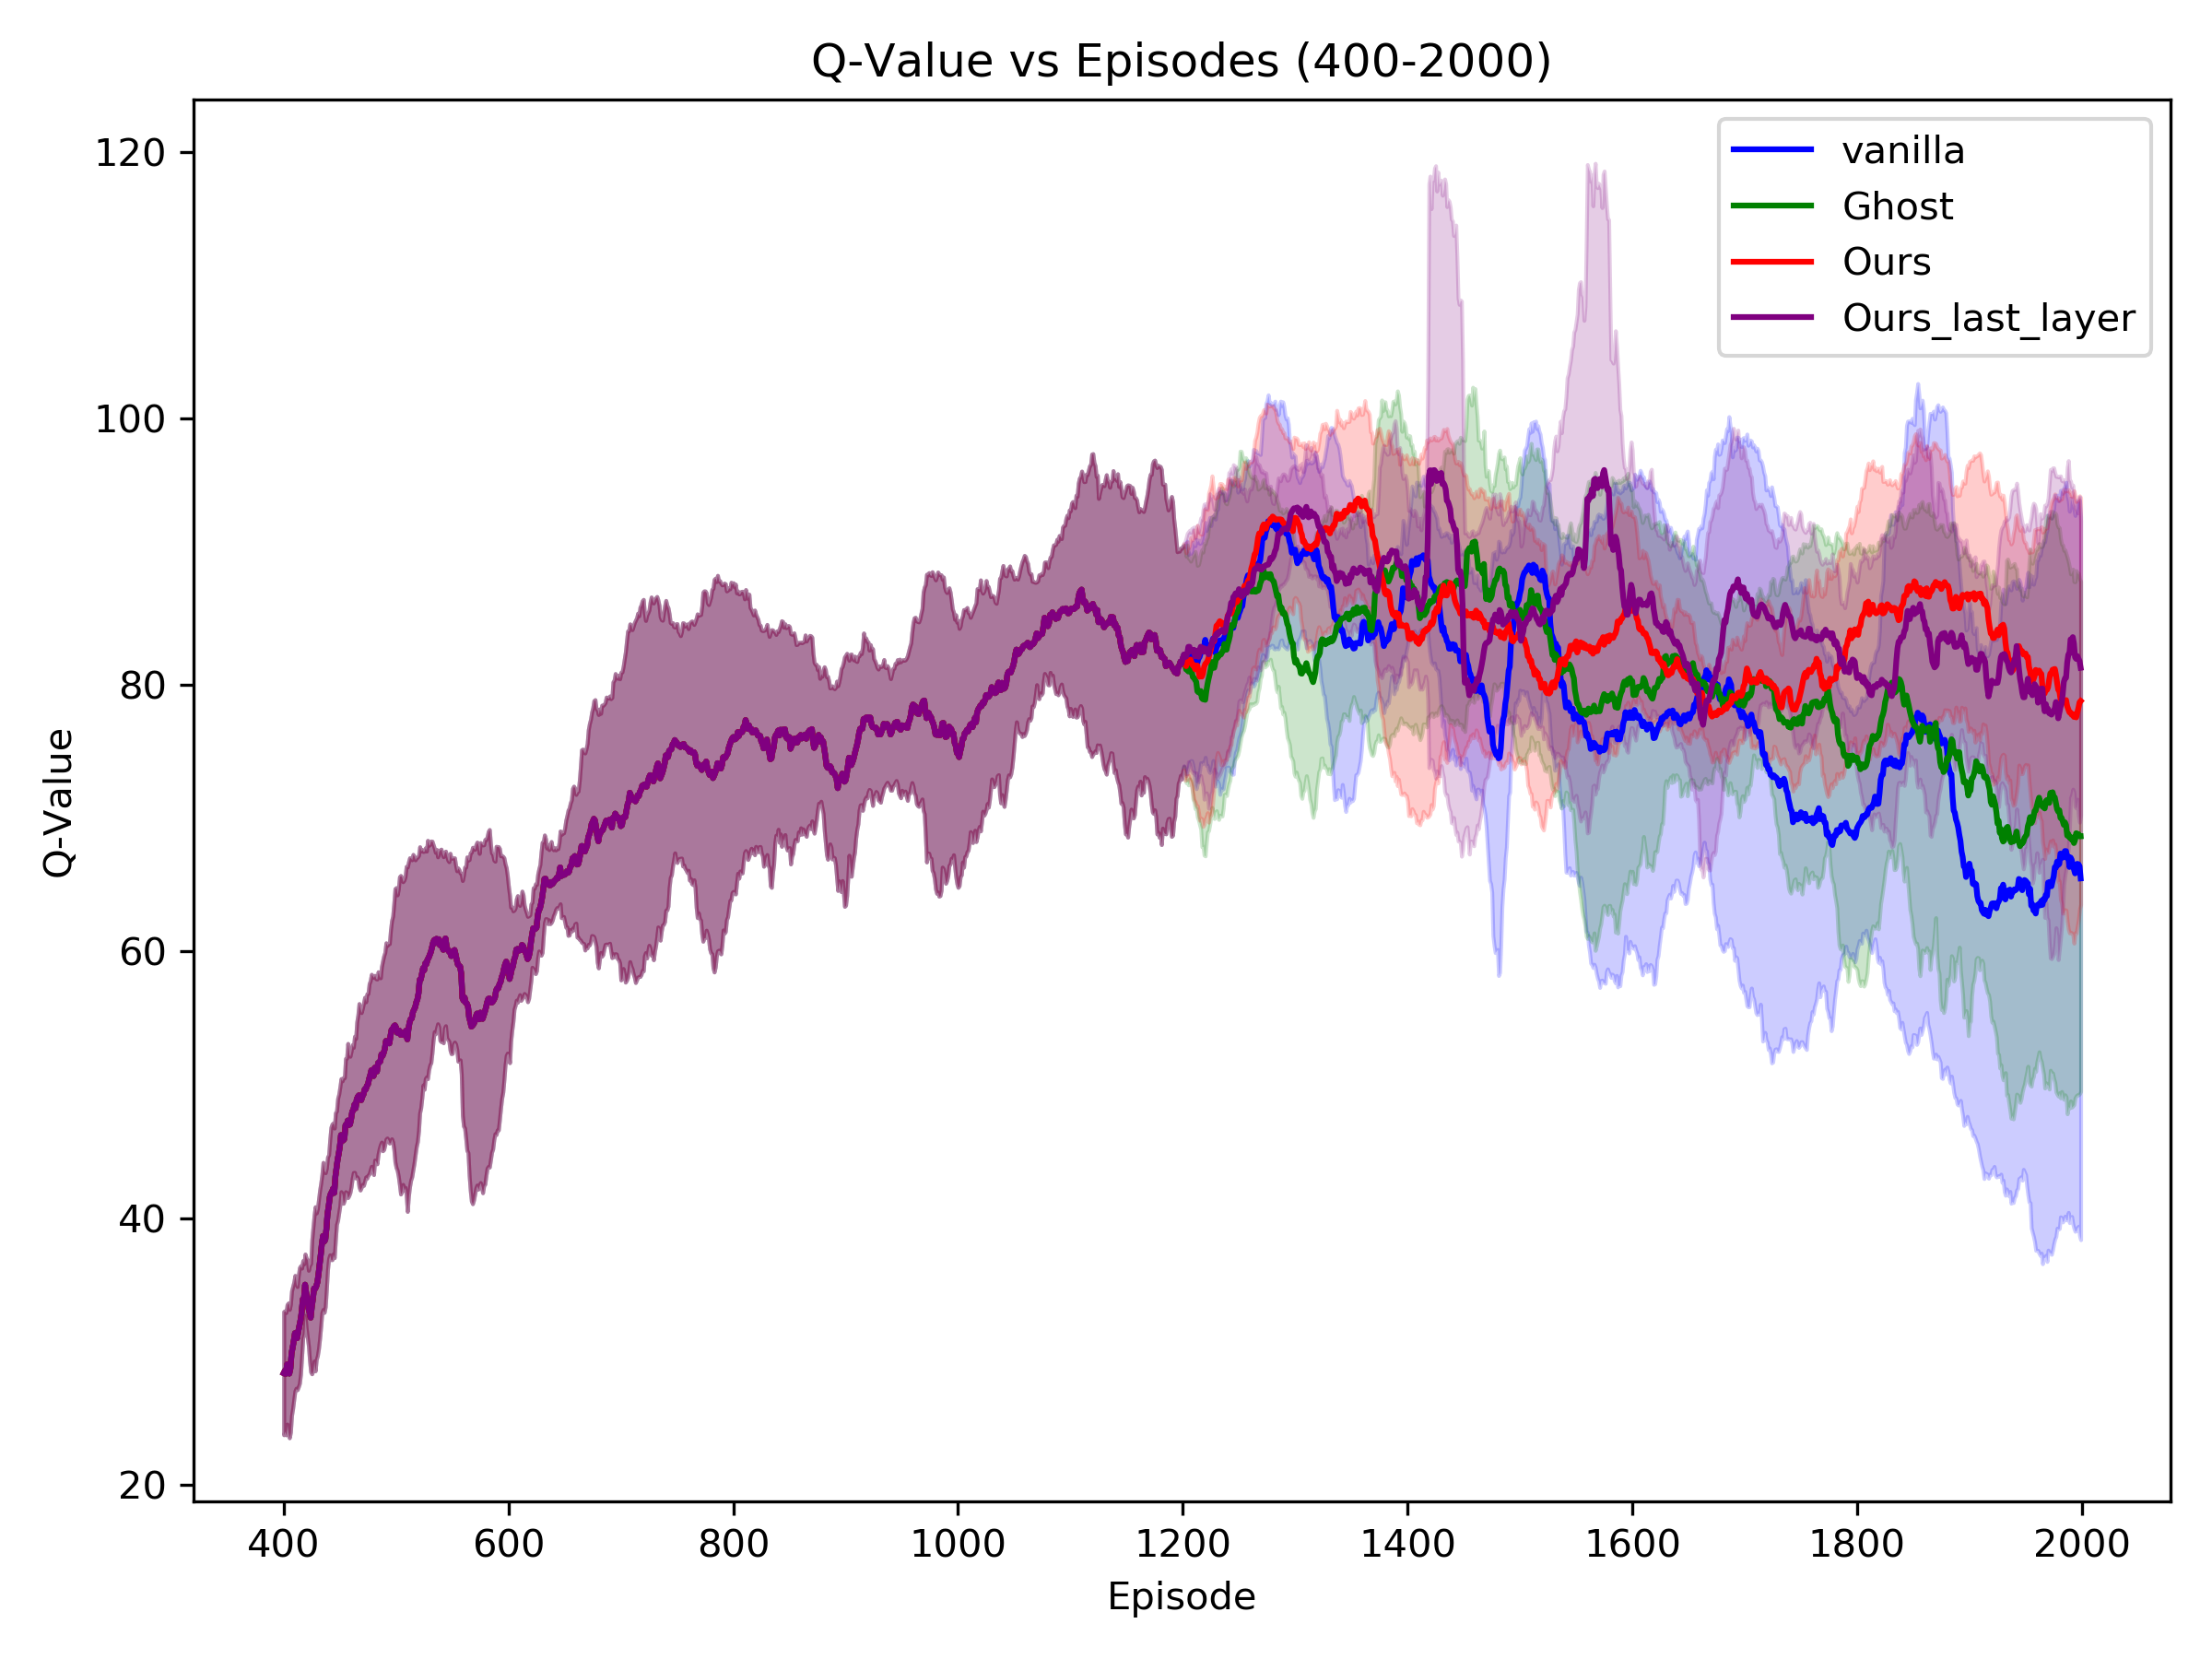 Q-Value vs Episodes (400-2000)
120
100
80
60
40
20
Q-Value
vanilla
Ghost
Ours
Ours_last_layer
400 600 800 1000 1200 1400 1600 1800 2000
Episode